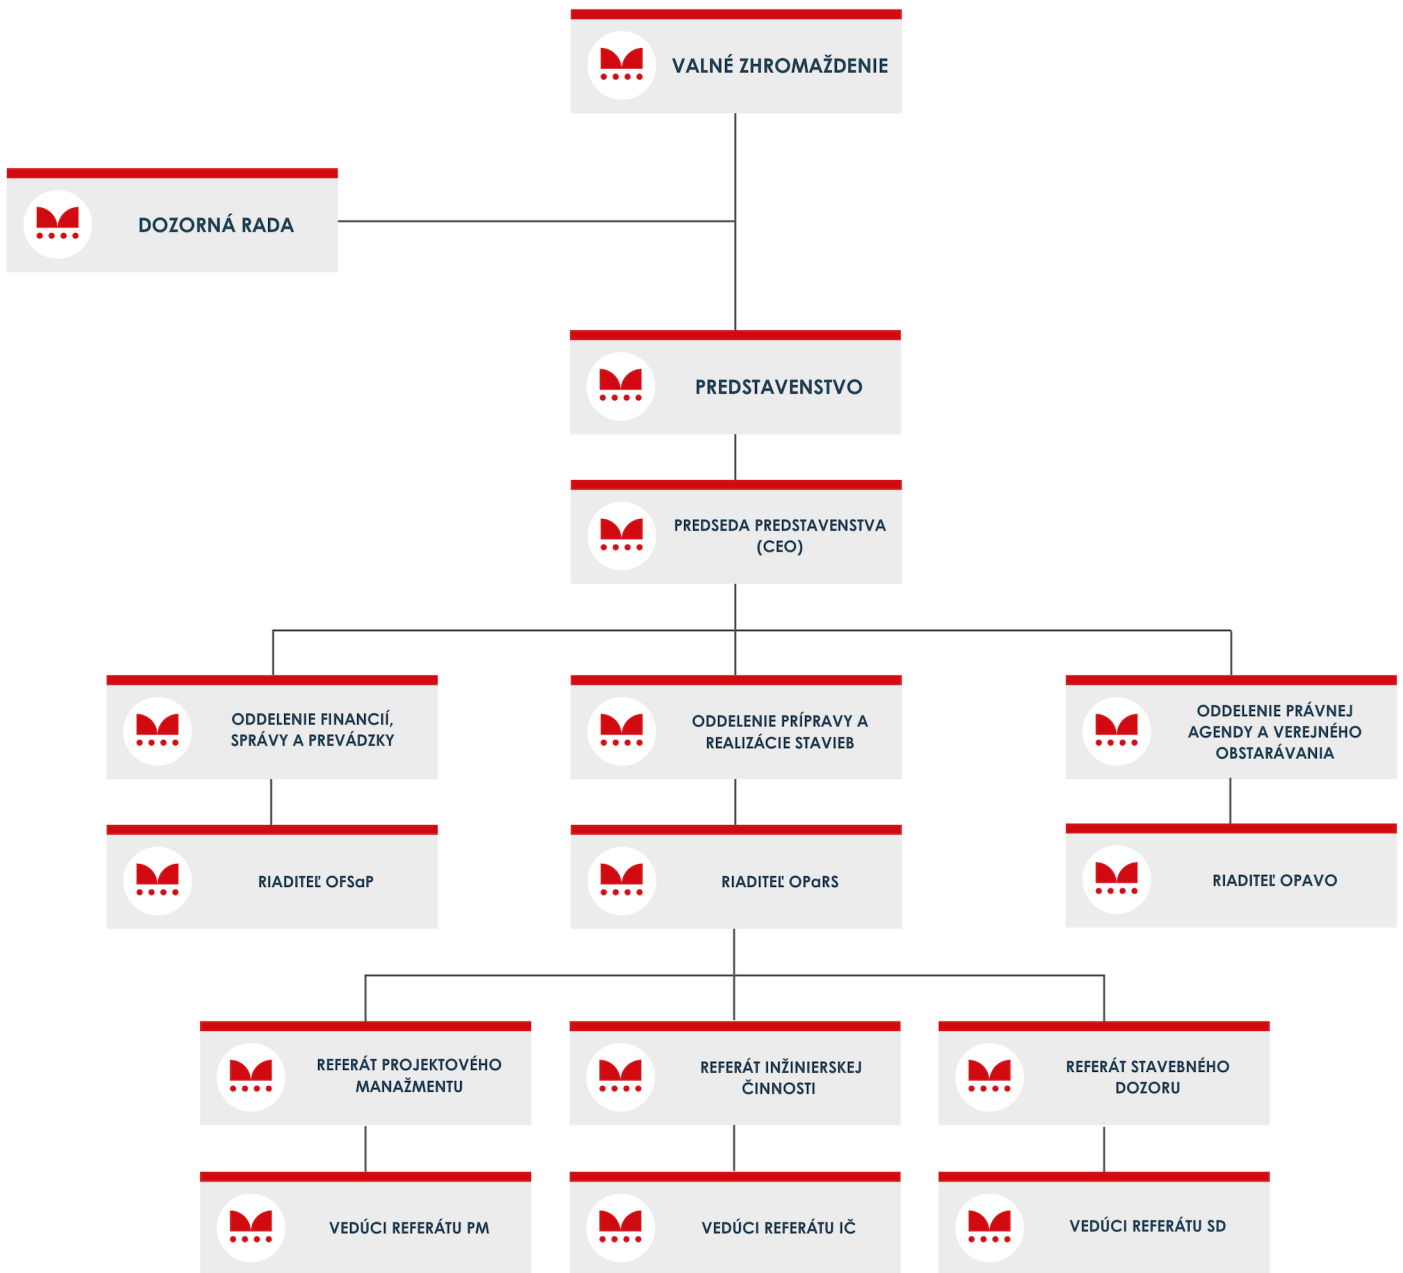 VALNÉ ZHROMAŽDENIE
DOZORNÁ RADA
PREDSTAVENSTVO
PREDSEDA PREDSTAVENSTVA
(CEO)
ODDELENIE FINANCIÍ,
SPRÁVY A PREVÁDZKY
ODDELENIE PRÍPRAVY A
REALIZÁCIE STAVIEB
ODDELENIE PRÁVNEJ
AGENDY A VEREJNÉHO
OBSTARÁVANIA
RIADITEĽ OFSaP
RIADITEĽ OPaRS
RIADITEĽ OPAVO
REFERÁT PROJEKTOVÉHO
MANAŽMENTU
REFERÁT INŽINIERSKEJ
ČINNOSTI
REFERÁT STAVEBNÉHO
DOZORU
VEDÚCI REFERÁTU PM
VEDÚCI REFERÁTU IČ
VEDÚCI REFERÁTU SD